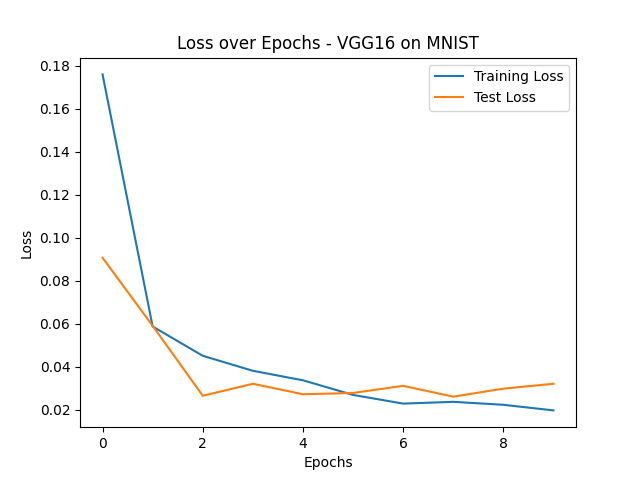 Loss over Epochs - VGG16 on MNIST
Training Loss
Test Loss
0.18
0.16
0.14
0.12
0.10
0.08
0.06
0.04
0.02
Loss
0 2 4 6 8
Epochs